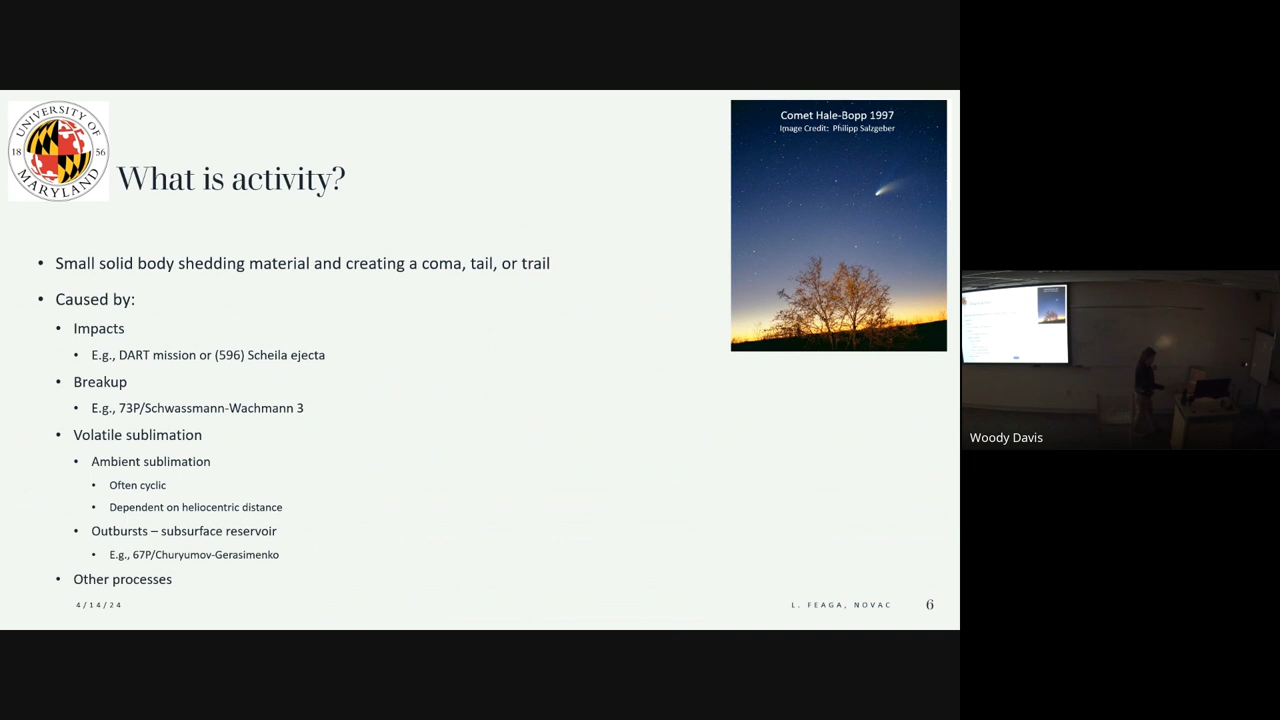 UNIVERSITY OF
18 56
MARYLAND
What is activity?
Comet Hale-Bopp 1997
Image Credit: Philipp Salzgeber
• Small solid body shedding material and creating a coma, tail, or trail
• Caused by:
• Impacts
• E.g., DART mission or (596) Scheila ejecta
• Breakup
• E.g., 73P/Schwassmann-Wachmann 3
• Volatile sublimation
• Ambient sublimation
• Often cyclic
• Dependent on heliocentric distance
• Outbursts – subsurface reservoir
• E.g., 67P/Churyumov-Gerasimenko
• Other processes
4/14/24
L. FEAGA, NOVAC
6
Woody Davis